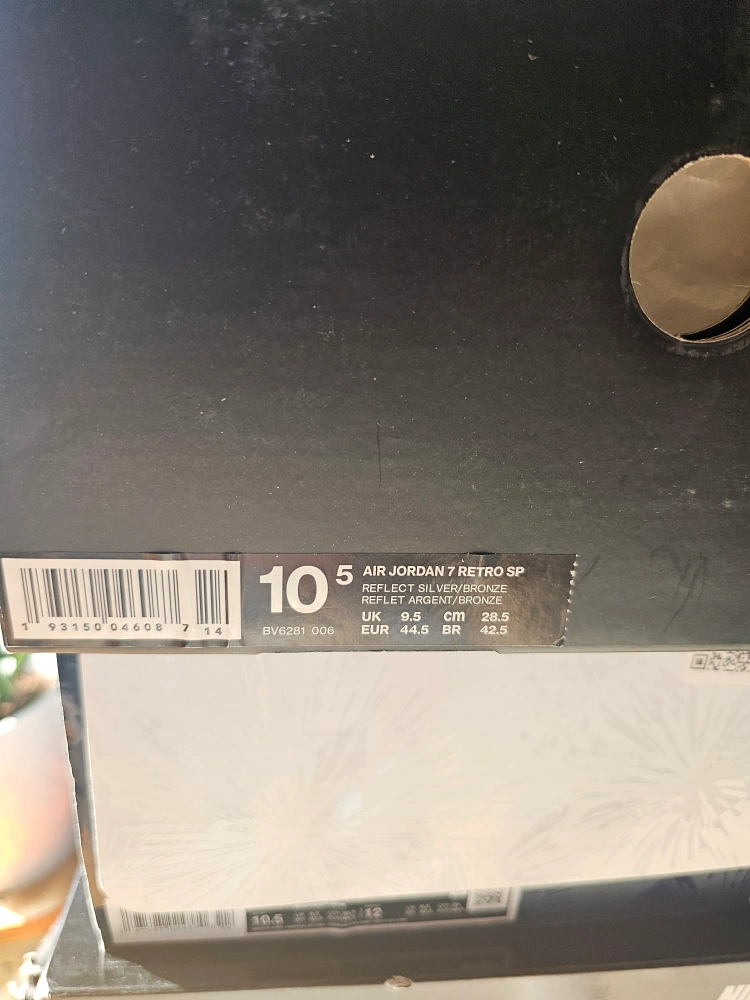 10 5
AIR JORDAN 7 RETRO SP
REFLECT SILVER/BRONZE
REFLET ARGENT/BRONZE
UK 9.5 cm 28.5
EUR 44.5 BR 42.5
BV6281 006
1 93150 04608 7 14
10.5
12